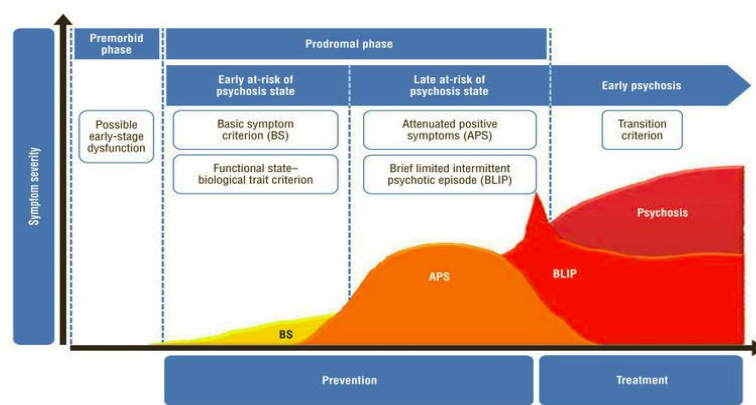 Premorbid
phase
Prodromal phase
Early at-risk of
psychosis state
Late at-risk of
psychosis state
Early psychosis
Symptom severity
Possible
early-stage
dysfunction
Basic symptom
criterion (BS)
Functional state–
biological trait criterion
Attenuated positive
symptoms (APS)
Brief limited intermittent
psychotic episode (BLIP)
Transition
criterion
Psychosis
APS
BLIP
BS
Prevention
Treatment